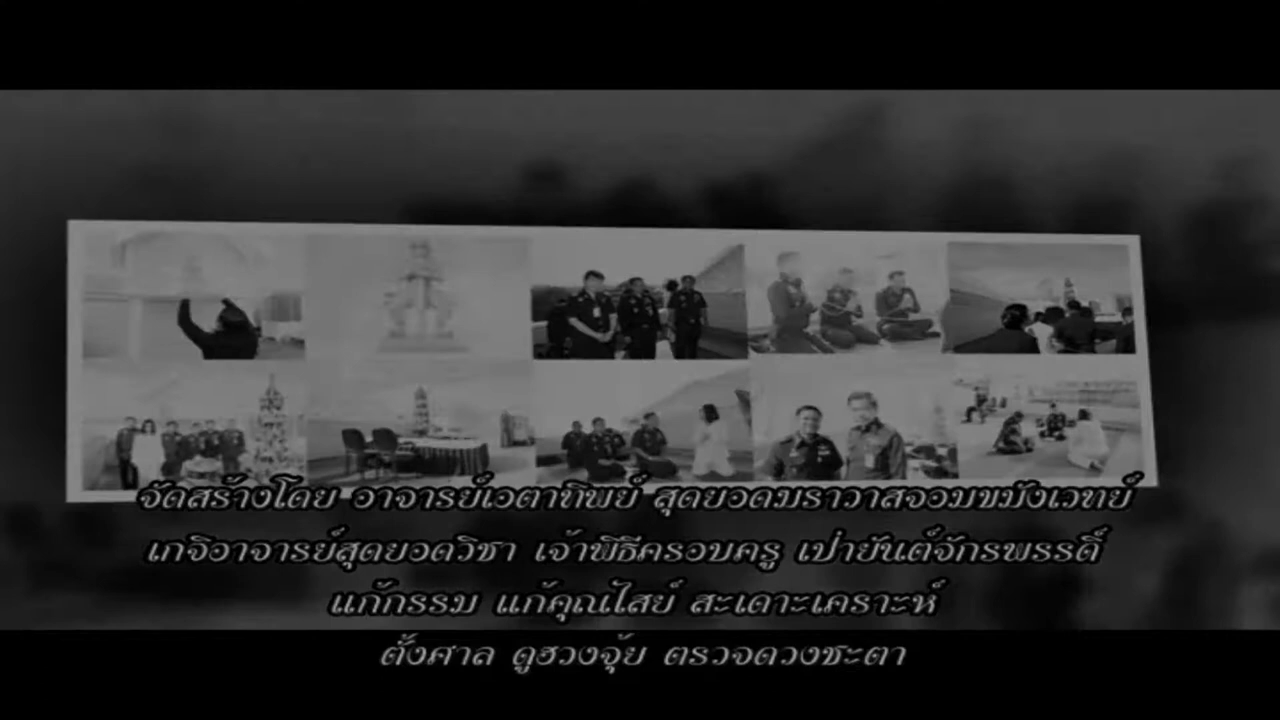 จัดสร้างโดย อาจารย์เวตาทิพย์ สุดยอดมราวาสจอมขมังเวทย์
เกจิอาจารย์สุดยอดวิชา เจ้าพิธีครอบครู เป่ายันต์จักรพรรดิ์
แก้กรรม แก้คุณไสย์ สะเดาะเคราะห์
ตั้งศาล ดูฮวงจุ้ย ตรวจดวงชะตา